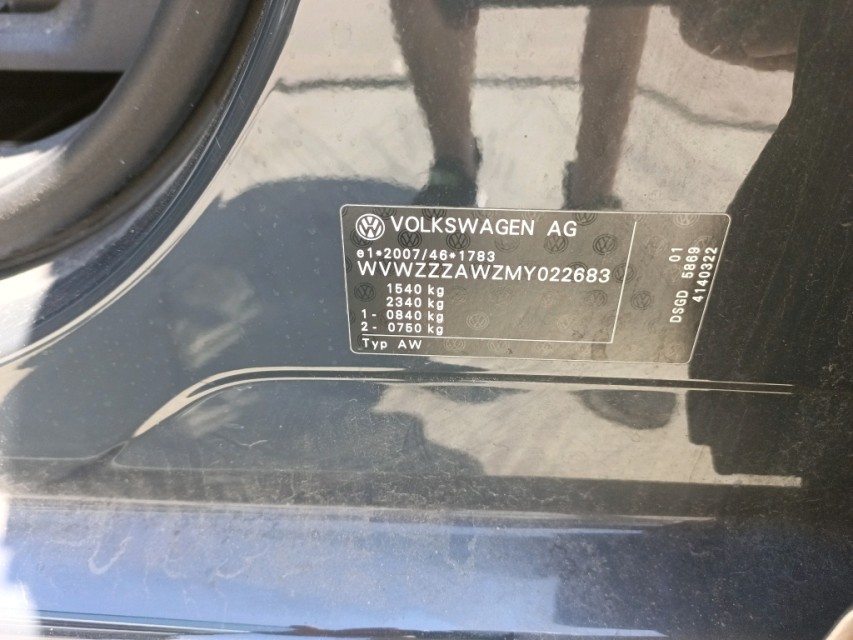 VOLKSWAGEN AG
e1*2007/46*1783
WVWZZZAWZMY022683
1540 kg
2340 kg
1- 0840 kg
2- 0750 kg
Typ AW
01
DSGD 6869
4140322